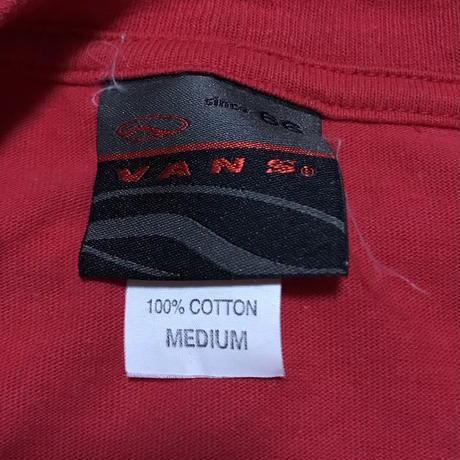 since 66
VANS®
100% COTTON
MEDIUM